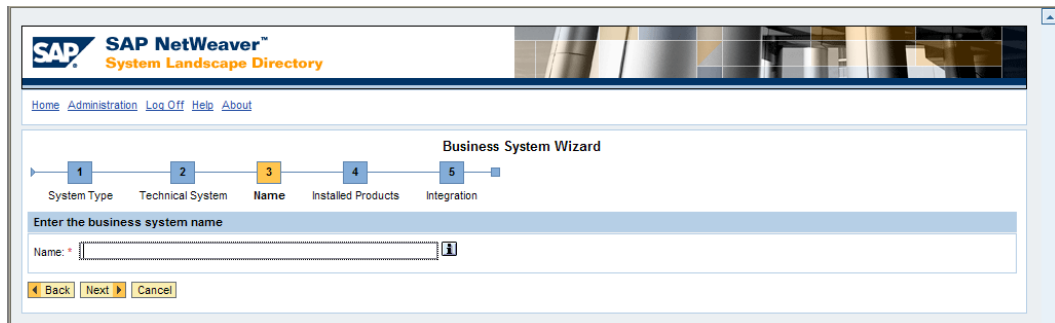 SAP
SAP NetWeaver™
System Landscape Directory
Home Administration Log Off Help About
Business System Wizard
1 2 3 4 5
System Type Technical System Name Installed Products Integration
Enter the business system name
Name: *
Back Next Cancel